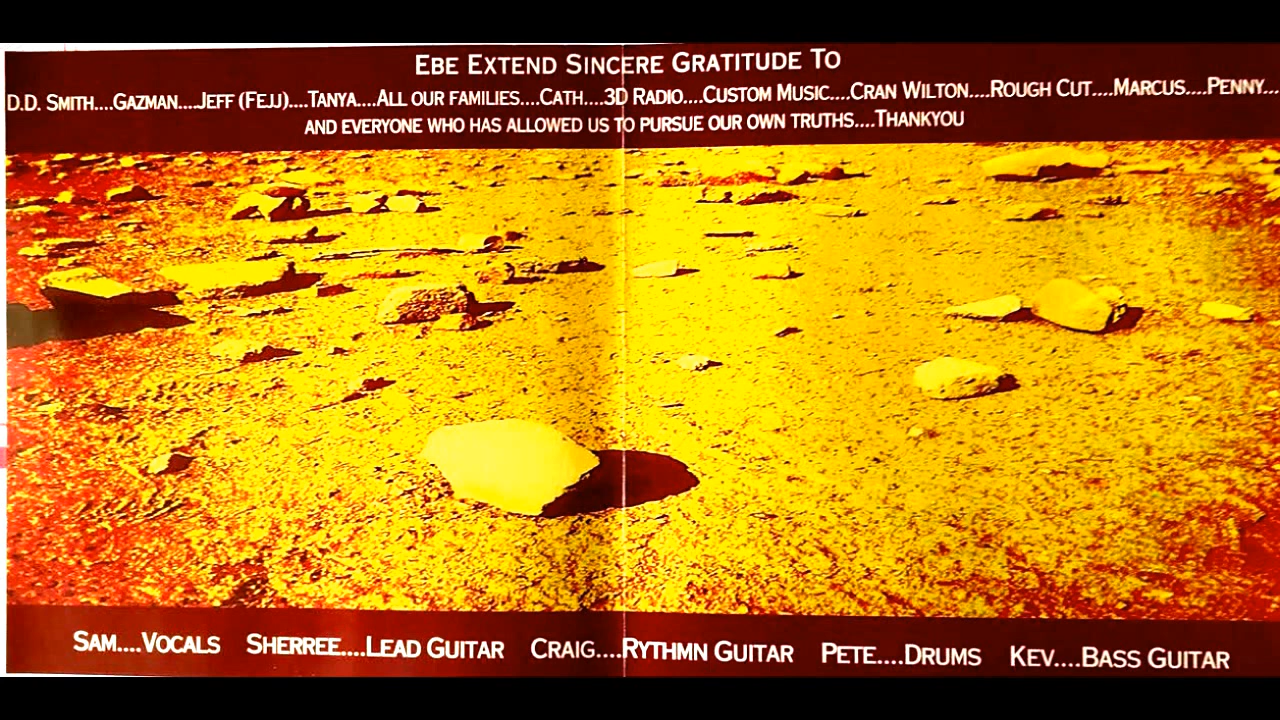 EBE EXTEND SINCERE GRATITUDE TO
D.D. SMITH....GAZMAN....JEFF (FEJJ)....TANYA....ALL OUR FAMILIES....CATH....3D RADIO....CUSTOM MUSIC....CRAN WILTON....ROUGH CUT....MARCUS....PENNY...
AND EVERYONE WHO HAS ALLOWED US TO PURSUE OUR OWN TRUTHS....THANKYOU
SAM....VOCALS SHERREE....LEAD GUITAR CRAIG....RYTHMN GUITAR PETE....DRUMS KEV....BASS GUITAR